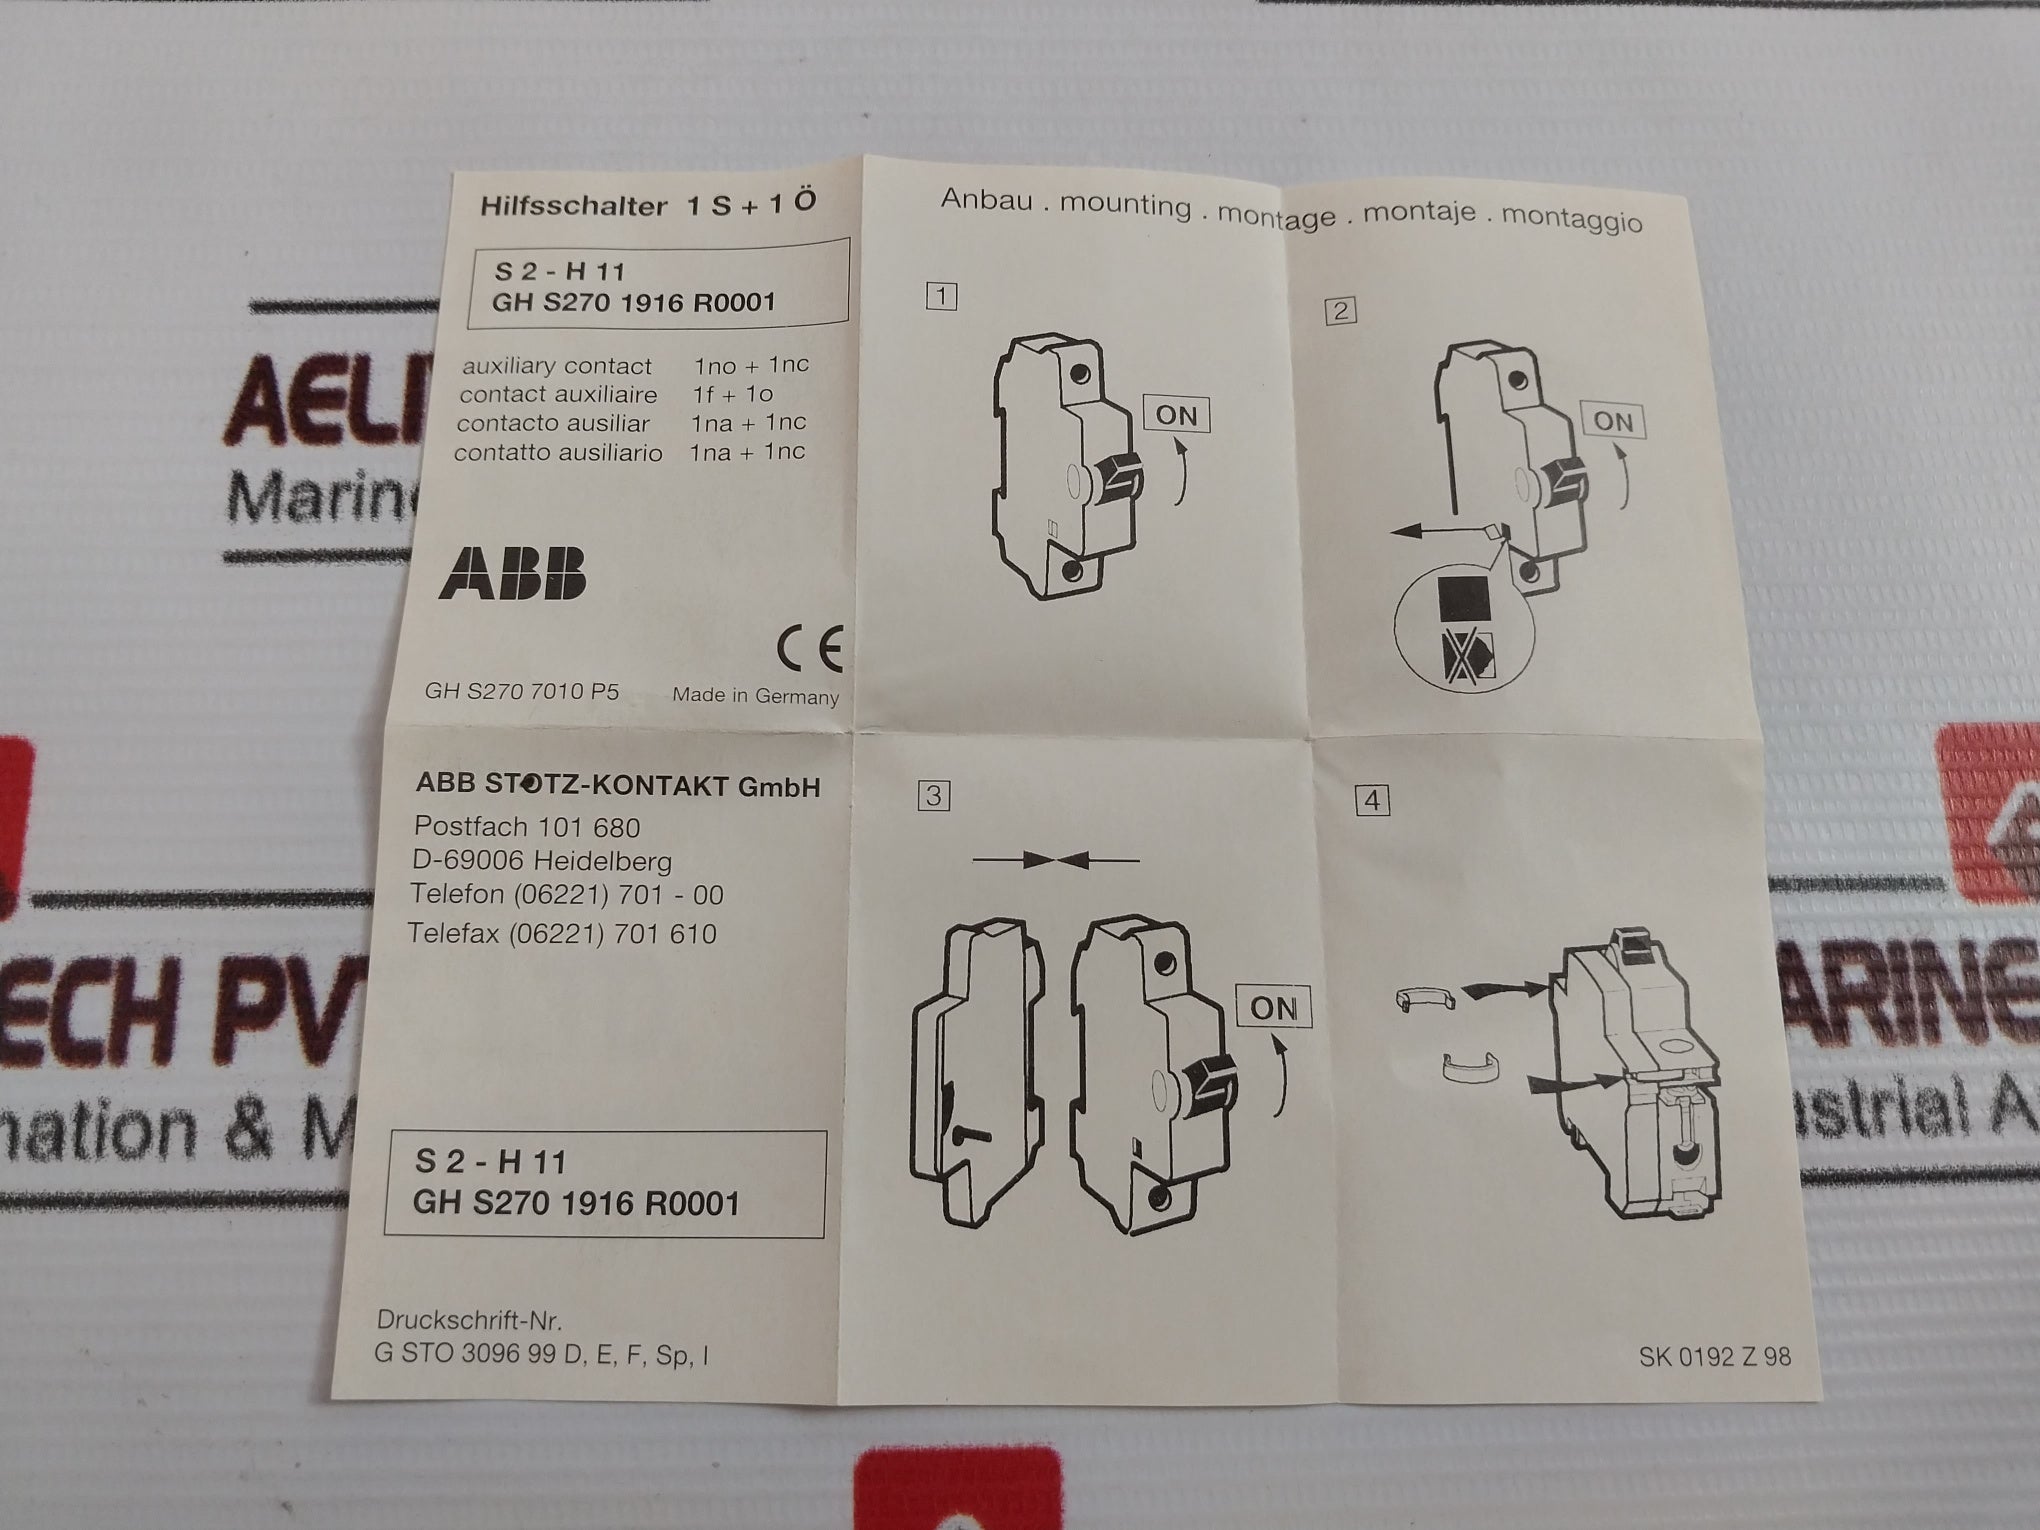 Hilfsschalter 1 S + 1 Ö
S 2 - H 11
GH S270 1916 R0001
auxiliary contact 1no + 1nc
contact auxiliaire 1f + 1o
contacto ausiliar 1na + 1nc
contatto ausiliario 1na + 1nc
ABB
CE
GH S270 7010 P5 Made in Germany
ABB STOTZ-KONTAKT GmbH
Postfach 101 680
D-69006 Heidelberg
Telefon (06221) 701 - 00
Telefax (06221) 701 610
S 2 - H 11
GH S270 1916 R0001
Druckschrift-Nr.
G STO 3096 99 D, E, F, Sp, I
Anbau . mounting . montage . montaje . montaggio
1
ON
2
ON
3
ON
4
SK 0192 Z 98
AELI
Marin
ECH PV
nation & M
ARINE
ustrial A